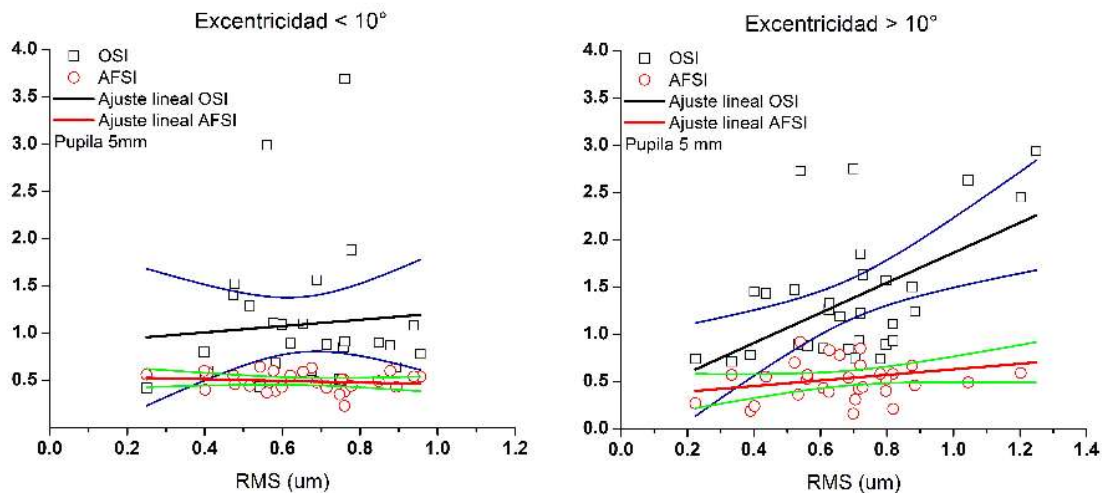 Excentricidad < 10°
4.0
3.5
3.0
2.5
2.0
1.5
1.0
0.5
0.0
OSI
AFSI
Ajuste lineal OSI
Ajuste lineal AFSI
Pupila 5mm
0.0 0.2 0.4 0.6 0.8 1.0 1.2
RMS (um)
Excentricidad > 10°
4.0
3.5
3.0
2.5
2.0
1.5
1.0
0.5
0.0
OSI
AFSI
Ajuste lineal OSI
Ajuste lineal AFSI
Pupila 5 mm
0.0 0.2 0.4 0.6 0.8 1.0 1.2 1.4
RMS (um)